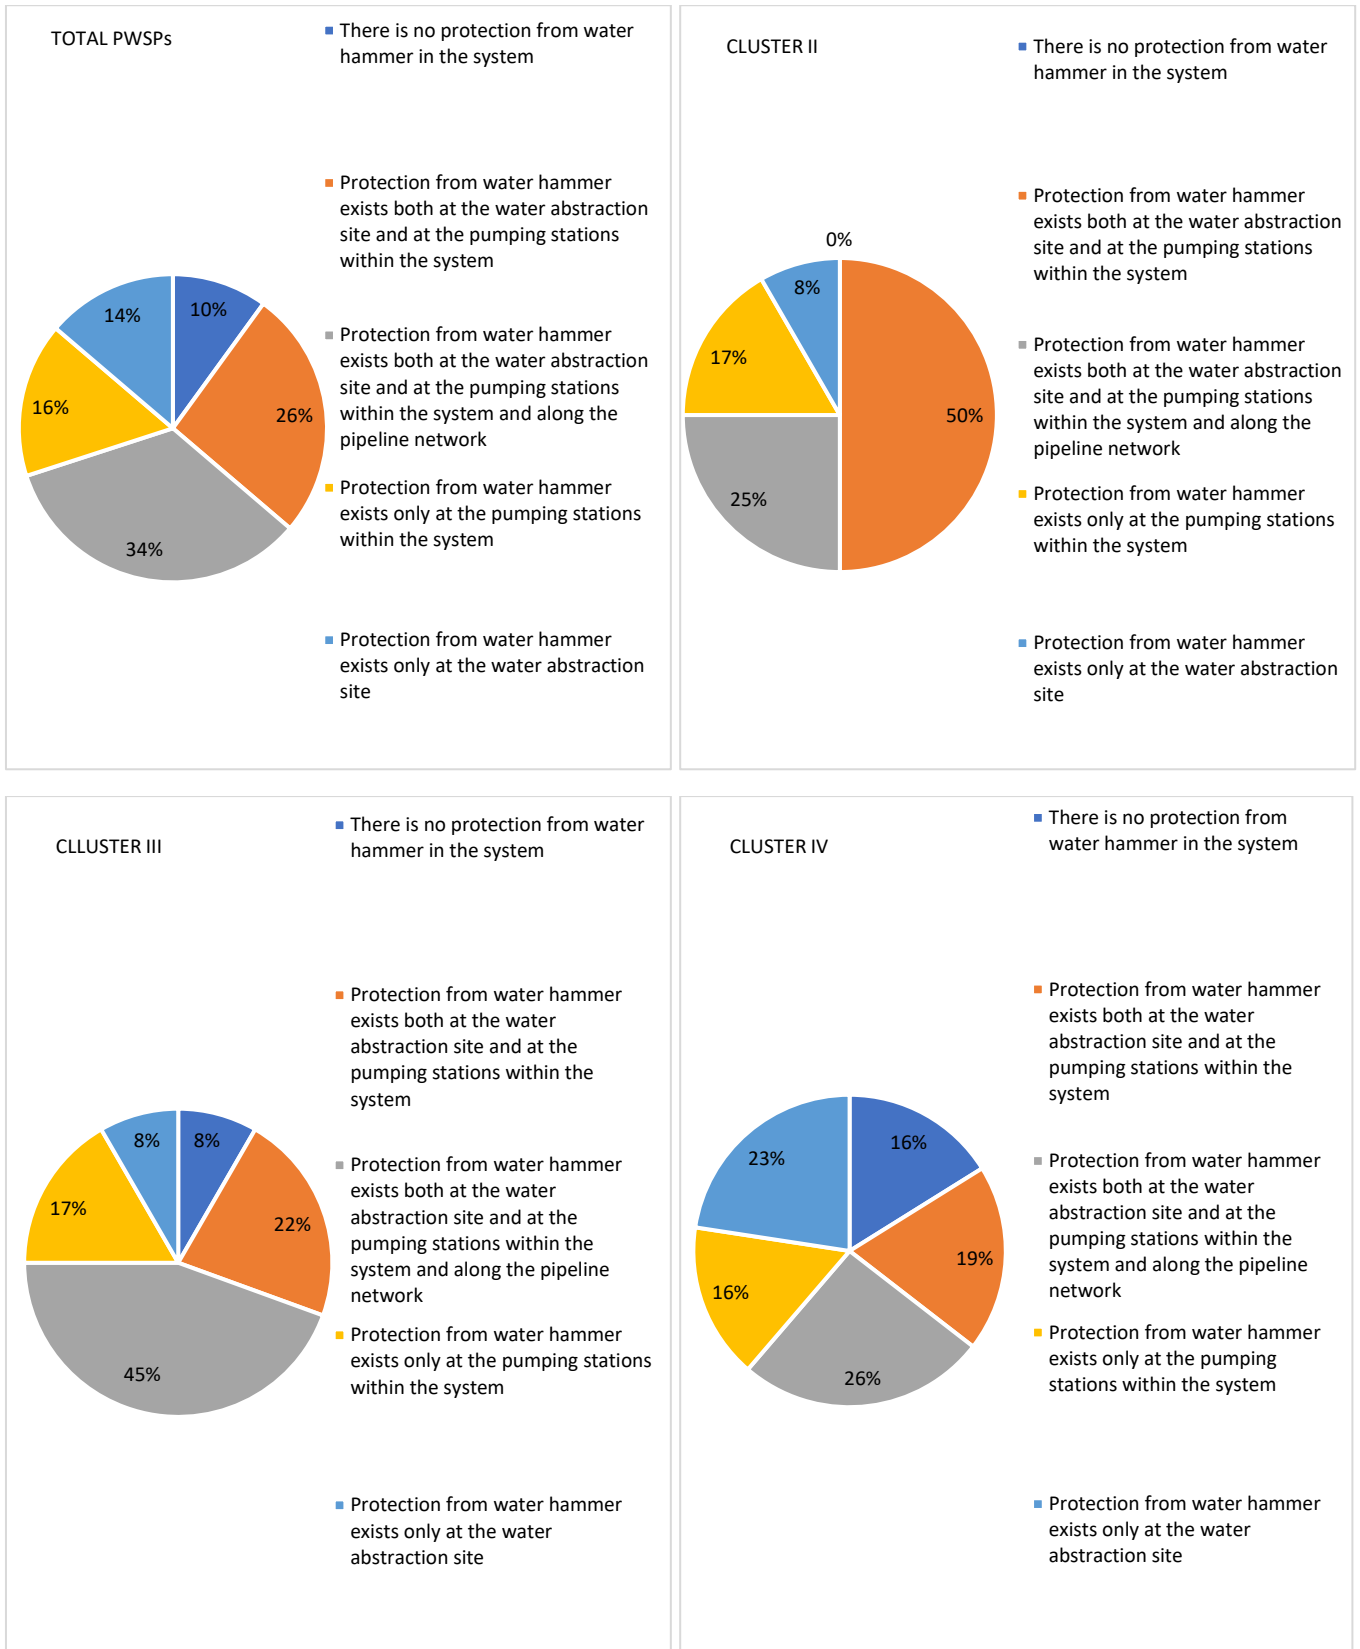 TOTAL PWSPs
There is no protection from water
hammer in the system
Protection from water hammer
exists both at the water abstraction
site and at the pumping stations
within the system
Protection from water hammer
exists both at the water abstraction
site and at the pumping stations
within the system and along the
pipeline network
Protection from water hammer
exists only at the pumping stations
within the system
Protection from water hammer
exists only at the water abstraction
site
10%
26%
34%
16%
14%
CLUSTER II
There is no protection from water
hammer in the system
Protection from water hammer
exists both at the water abstraction
site and at the pumping stations
within the system
Protection from water hammer
exists both at the water abstraction
site and at the pumping stations
within the system and along the
pipeline network
Protection from water hammer
exists only at the pumping stations
within the system
Protection from water hammer
exists only at the water abstraction
site
0%
50%
25%
17%
8%
CLLUSTER III
There is no protection from water
hammer in the system
Protection from water hammer
exists both at the water
abstraction site and at the
pumping stations within the
system
Protection from water hammer
exists both at the water
abstraction site and at the
pumping stations within the
system and along the pipeline
network
Protection from water hammer
exists only at the pumping stations
within the system
Protection from water hammer
exists only at the water
abstraction site
8%
22%
45%
17%
8%
CLUSTER IV
There is no protection from
water hammer in the system
Protection from water hammer
exists both at the water
abstraction site and at the
pumping stations within the
system
Protection from water hammer
exists both at the water
abstraction site and at the
pumping stations within the
system and along the pipeline
network
Protection from water hammer
exists only at the pumping
stations within the system
Protection from water hammer
exists only at the water
abstraction site
16%
19%
26%
16%
23%